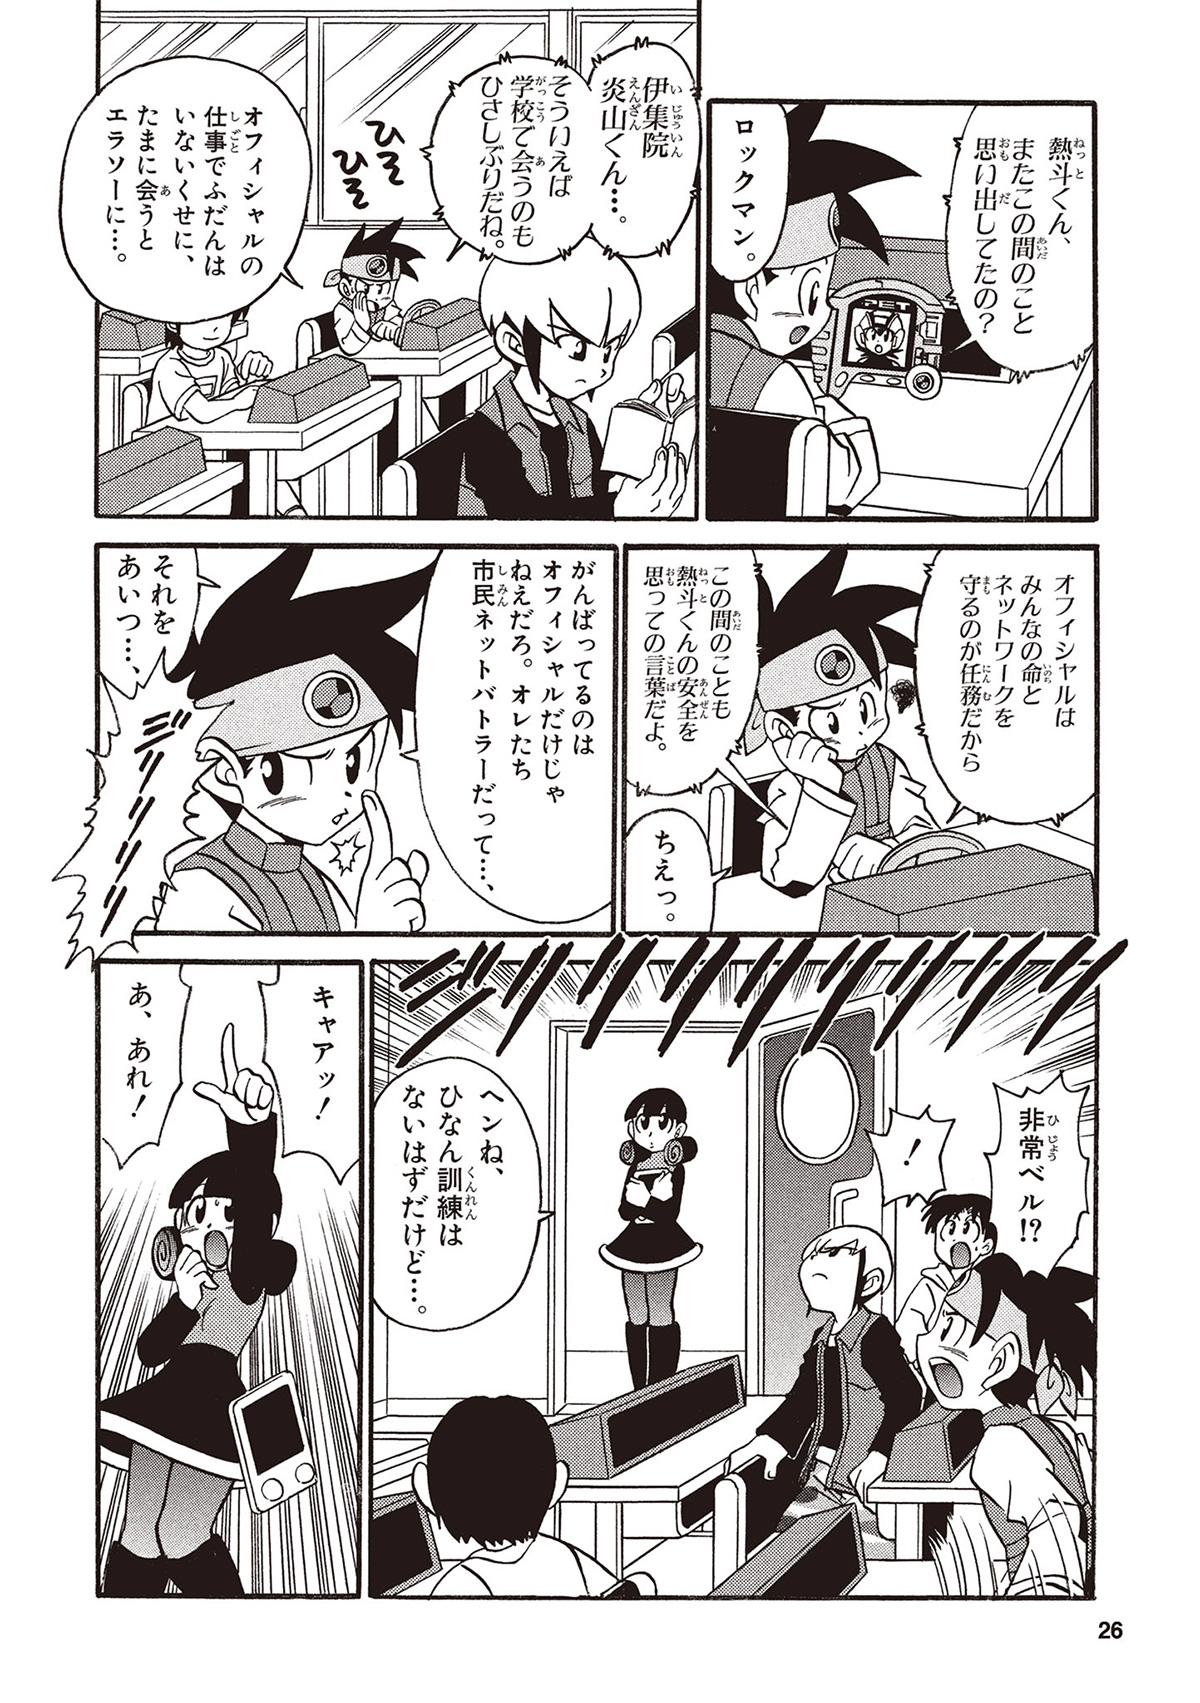 熱斗くん、
またこの間のこと
思い出してたの?
PET
ロックマン。
伊集院
炎山くん…。
そういえば
学校で会うのも
ひさしぶりだね。
ヒソ
ヒソ
オフィシャルの
仕事でふだんは
いないくせに、
たまに会うと
エラソーに…。
オフィシャルは
みんなの命と
ネットワークを
守るのが任務だから
この間のことも
熱斗くんの安全を
思っての言葉だよ。
ちえっ。
がんばってるのは
オフィシャルだけじゃ
ねえだろ。オレたち
市民ネットバトラーだって…、
それを
あいつ…、
ジリリリリリリリリリ
非常ベル!?
!
ヘンね、
ひなん訓練は
ないはずだけど…。
キャアッ!
あ、あれ!
26